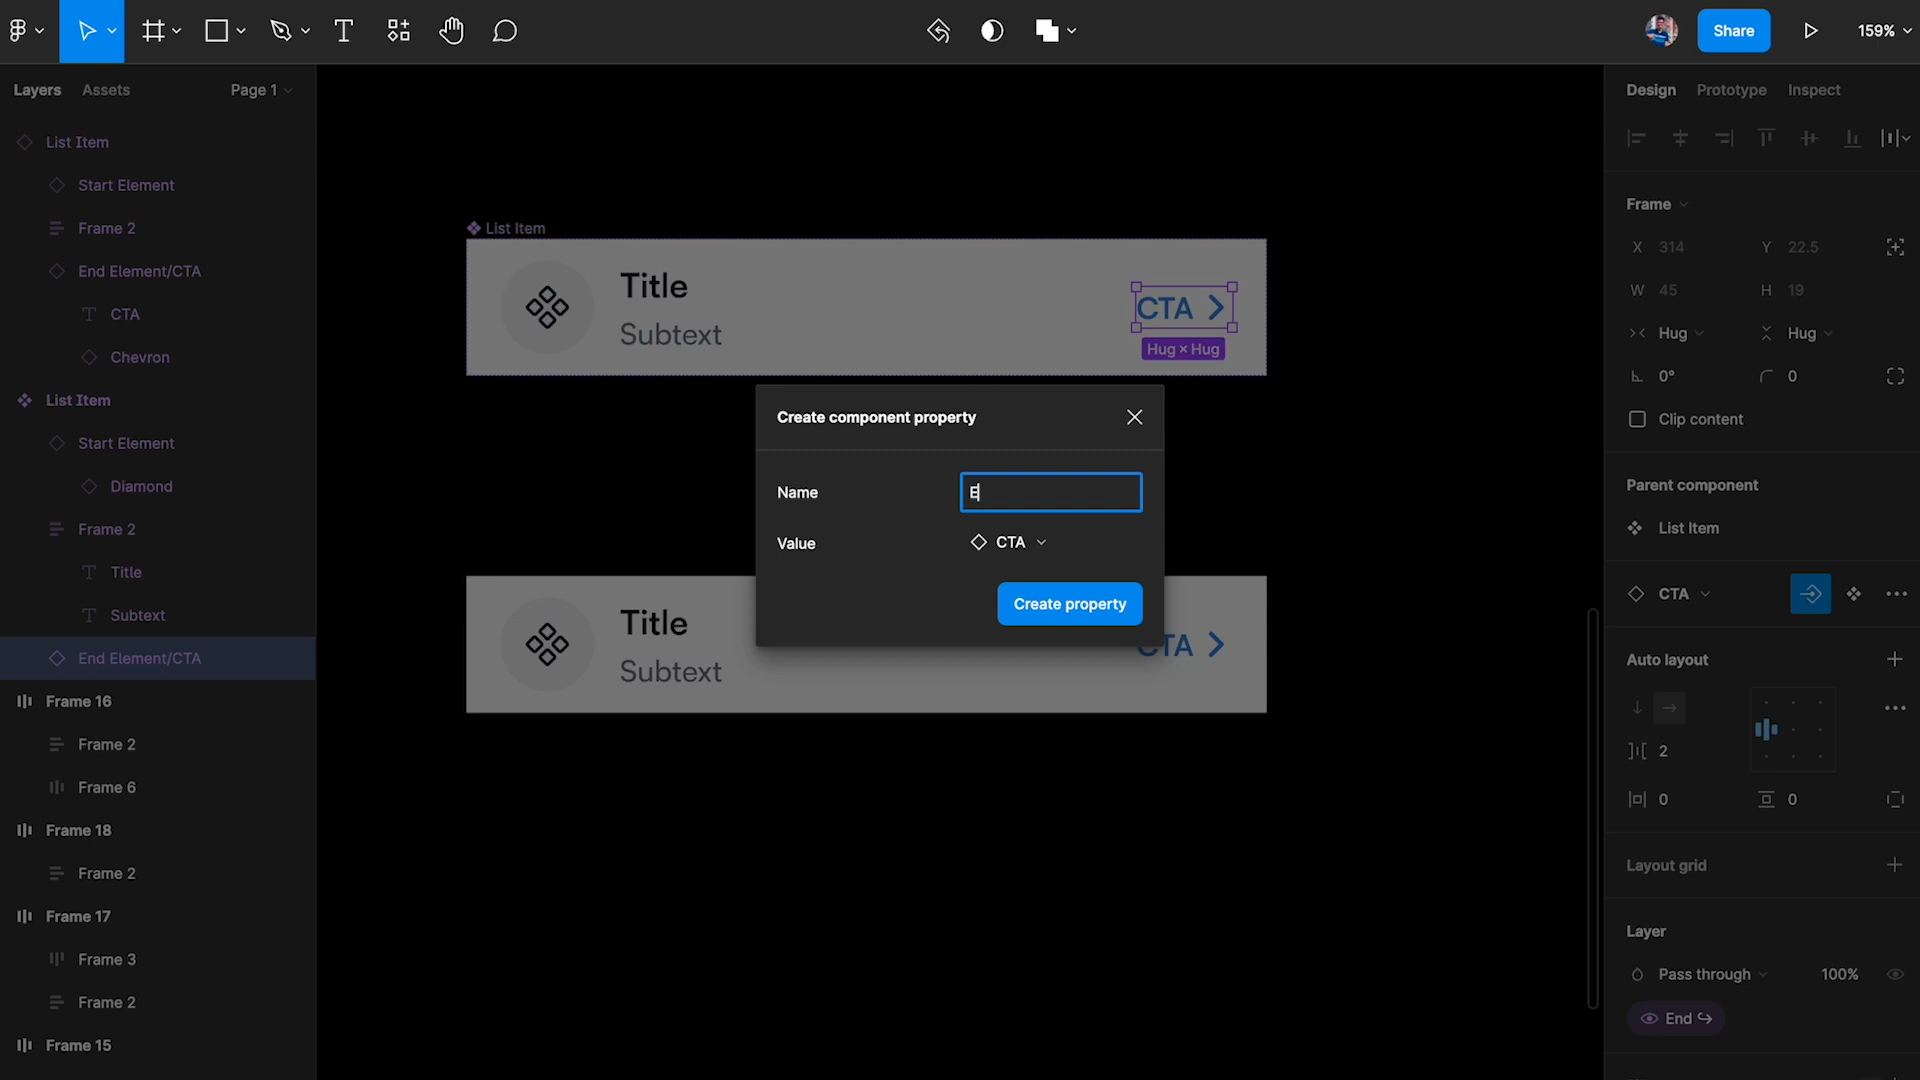 Share
159%
Layers
Assets
Page 1
List Item
Start Element
Frame 2
End Element/CTA
CTA
Chevron
List Item
Start Element
Diamond
Frame 2
Title
Subtext
End Element/CTA
Frame 16
Frame 2
Frame 6
Frame 18
Frame 2
Frame 17
Frame 3
Frame 2
Frame 15
List Item
Title
Subtext
CTA
Hug × Hug
Create component property
Name
E
Value
CTA
Create property
Title
Subtext
CTA
Design
Prototype
Inspect
Frame
X 314
Y 22.5
W 45
H 19
Hug
Hug
0°
0
Clip content
Parent component
List Item
CTA
Auto layout
2
0
0
Layout grid
Layer
Pass through
100%
End